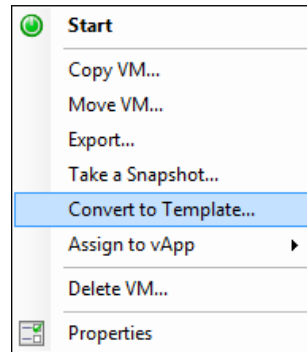 Start
Copy VM...
Move VM...
Export...
Take a Snapshot...
Convert to Template...
Assign to vApp
Delete VM...
Properties